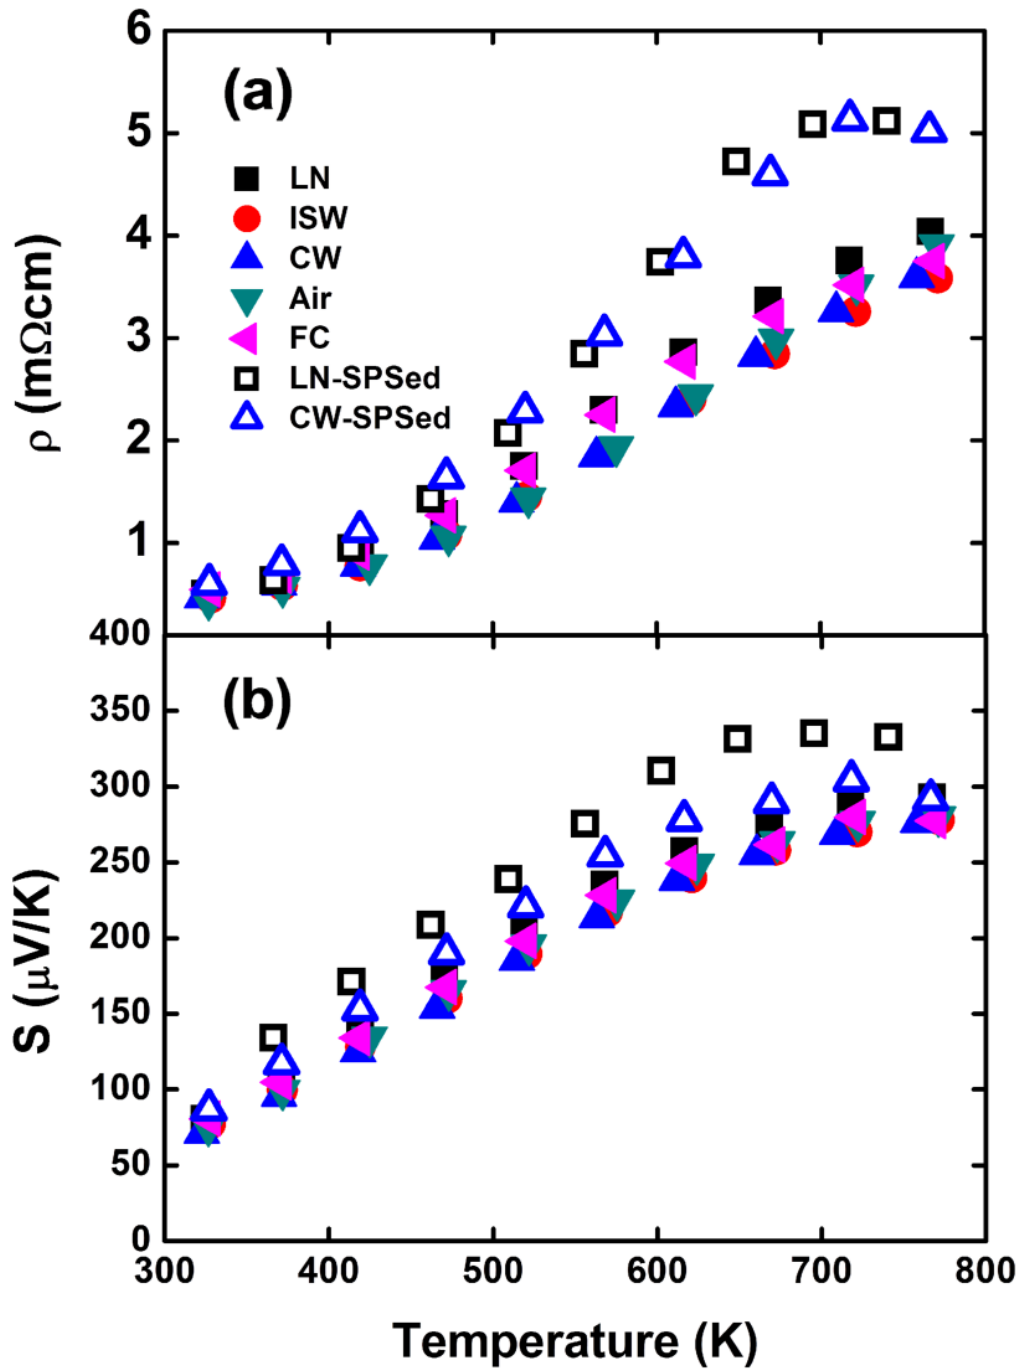 6
(a)
5
LN
ISW
4
CW
Air
3
FC
LN-SPSed
2
CW-SPSed
1
ρ (mΩcm)
400
(b)
350
300
250
200
150
100
50
0
S (μV/K)
300 400 500 600 700 800
Temperature (K)